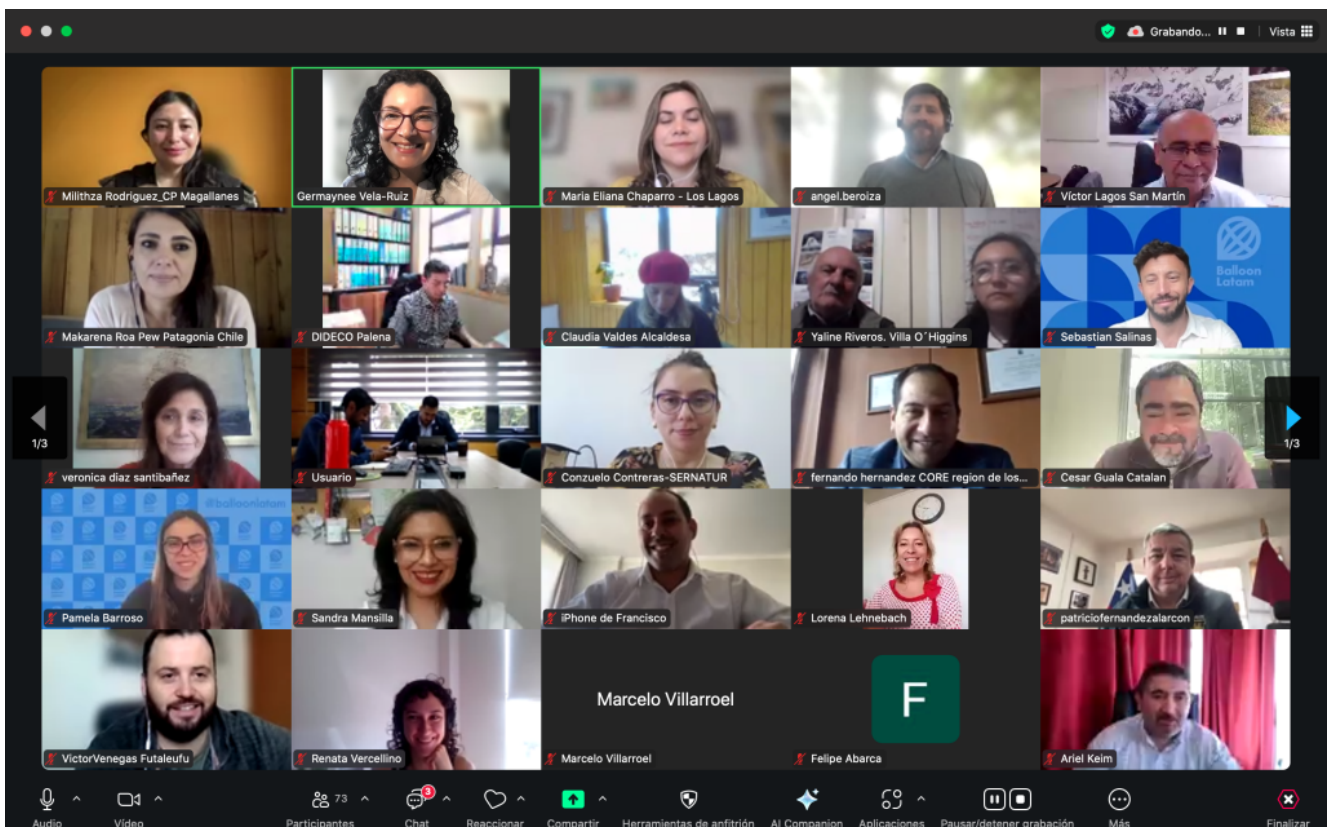 Grabando...
Vista
Milithza Rodriguez_CP Magallanes
Germaynee Vela-Ruiz
Maria Eliana Chaparro - Los Lagos
angel.beroiza
Víctor Lagos San Martín
Makarena Roa Pew Patagonia Chile
DIDECO Palena
Claudia Valdes Alcaldesa
Yaline Riveros. Villa O´Higgins
Balloon
Latam
Sebastian Salinas
1/3
1/3
veronica diaz santibañez
Usuario
Conzuelo Contreras-SERNATUR
fernando hernandez CORE region de los...
Cesar Guala Catalan
@balloonlatam
Pamela Barroso
Sandra Mansilla
iPhone de Francisco
Lorena Lehnebach
patriciofernandezalarcon
Marcelo Villarroel
F
VictorVenegas Futaleufu
Renata Vercellino
Marcelo Villarroel
Felipe Abarca
Ariel Keim
73
3
Audio
Vídeo
Participantes
Chat
Reaccionar
Compartir
Herramientas de anfitrión
AI Companion
Aplicaciones
Pausar/detener grabación
Más
Finalizar